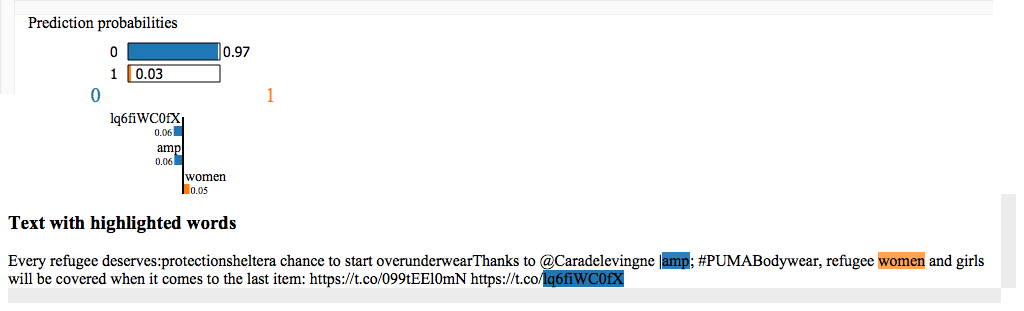 Prediction probabilities
0 0.97
1 0.03
0 1
lq6fiWC0fX
0.06
amp
0.06
women
0.05
Text with highlighted words
Every refugee deserves:protectionsheltera chance to start overunderwearThanks to @Caradelevingne |amp; #PUMABodywear, refugee women and girls
will be covered when it comes to the last item: https://t.co/099tEEl0mN https://t.co/lq6fiWC0fX